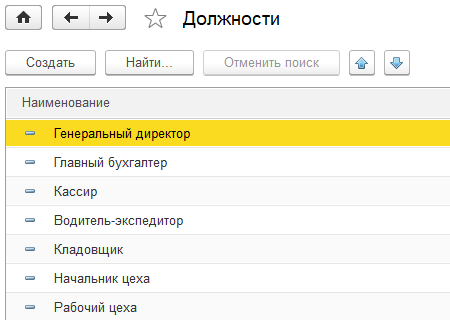 Должности
Создать Найти... Отменить поиск
Наименование
Генеральный директор
Главный бухгалтер
Кассир
Водитель-экспедитор
Кладовщик
Начальник цеха
Рабочий цеха